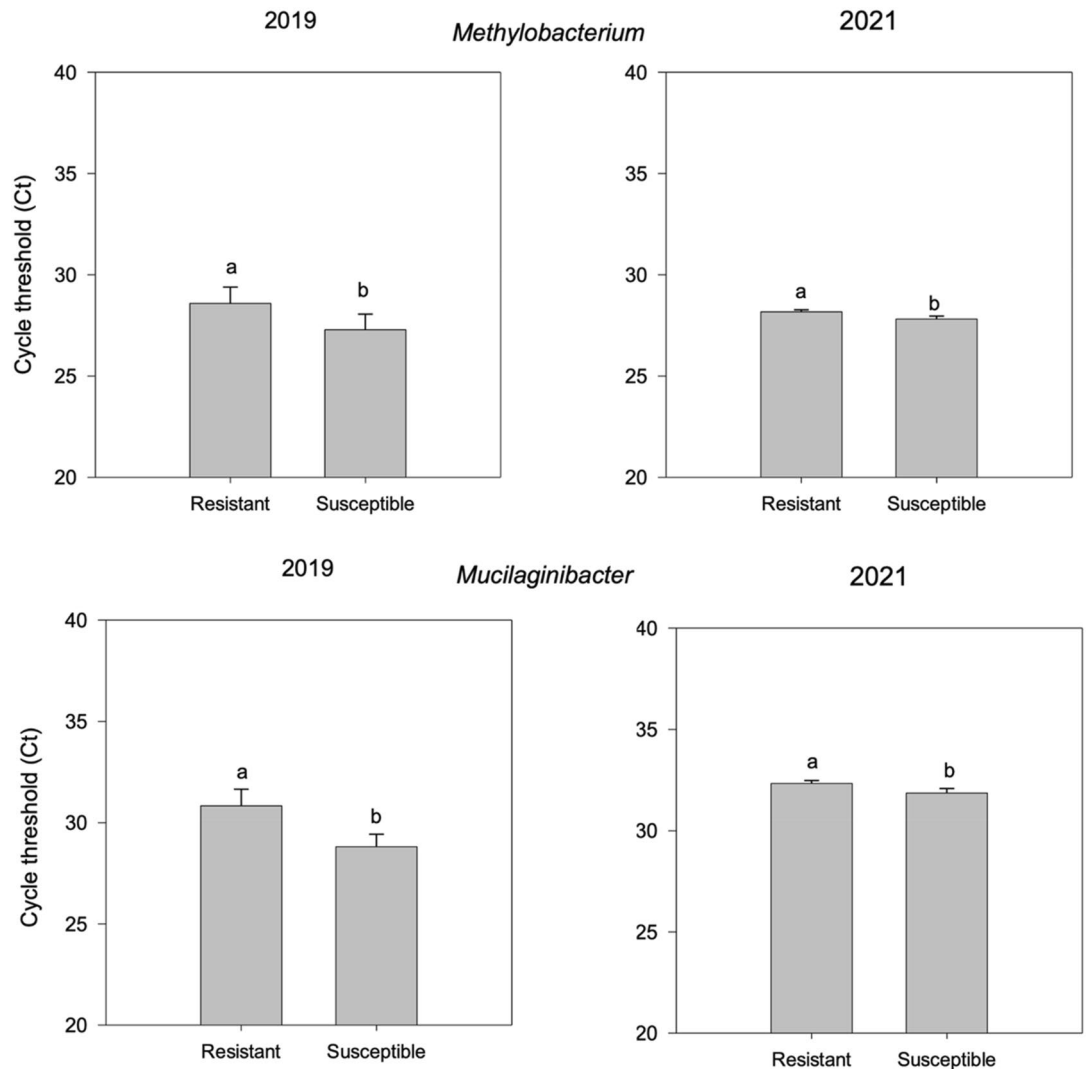 2019 Methylobacterium 2021
Cycle threshold (Ct)
40
35
30
25
20
a
b
Resistant Susceptible
40
35
30
25
20
a
b
Resistant Susceptible
2019 Mucilaginibacter 2021
Cycle threshold (Ct)
40
35
30
25
20
a
b
Resistant Susceptible
40
35
30
25
20
a
b
Resistant Susceptible